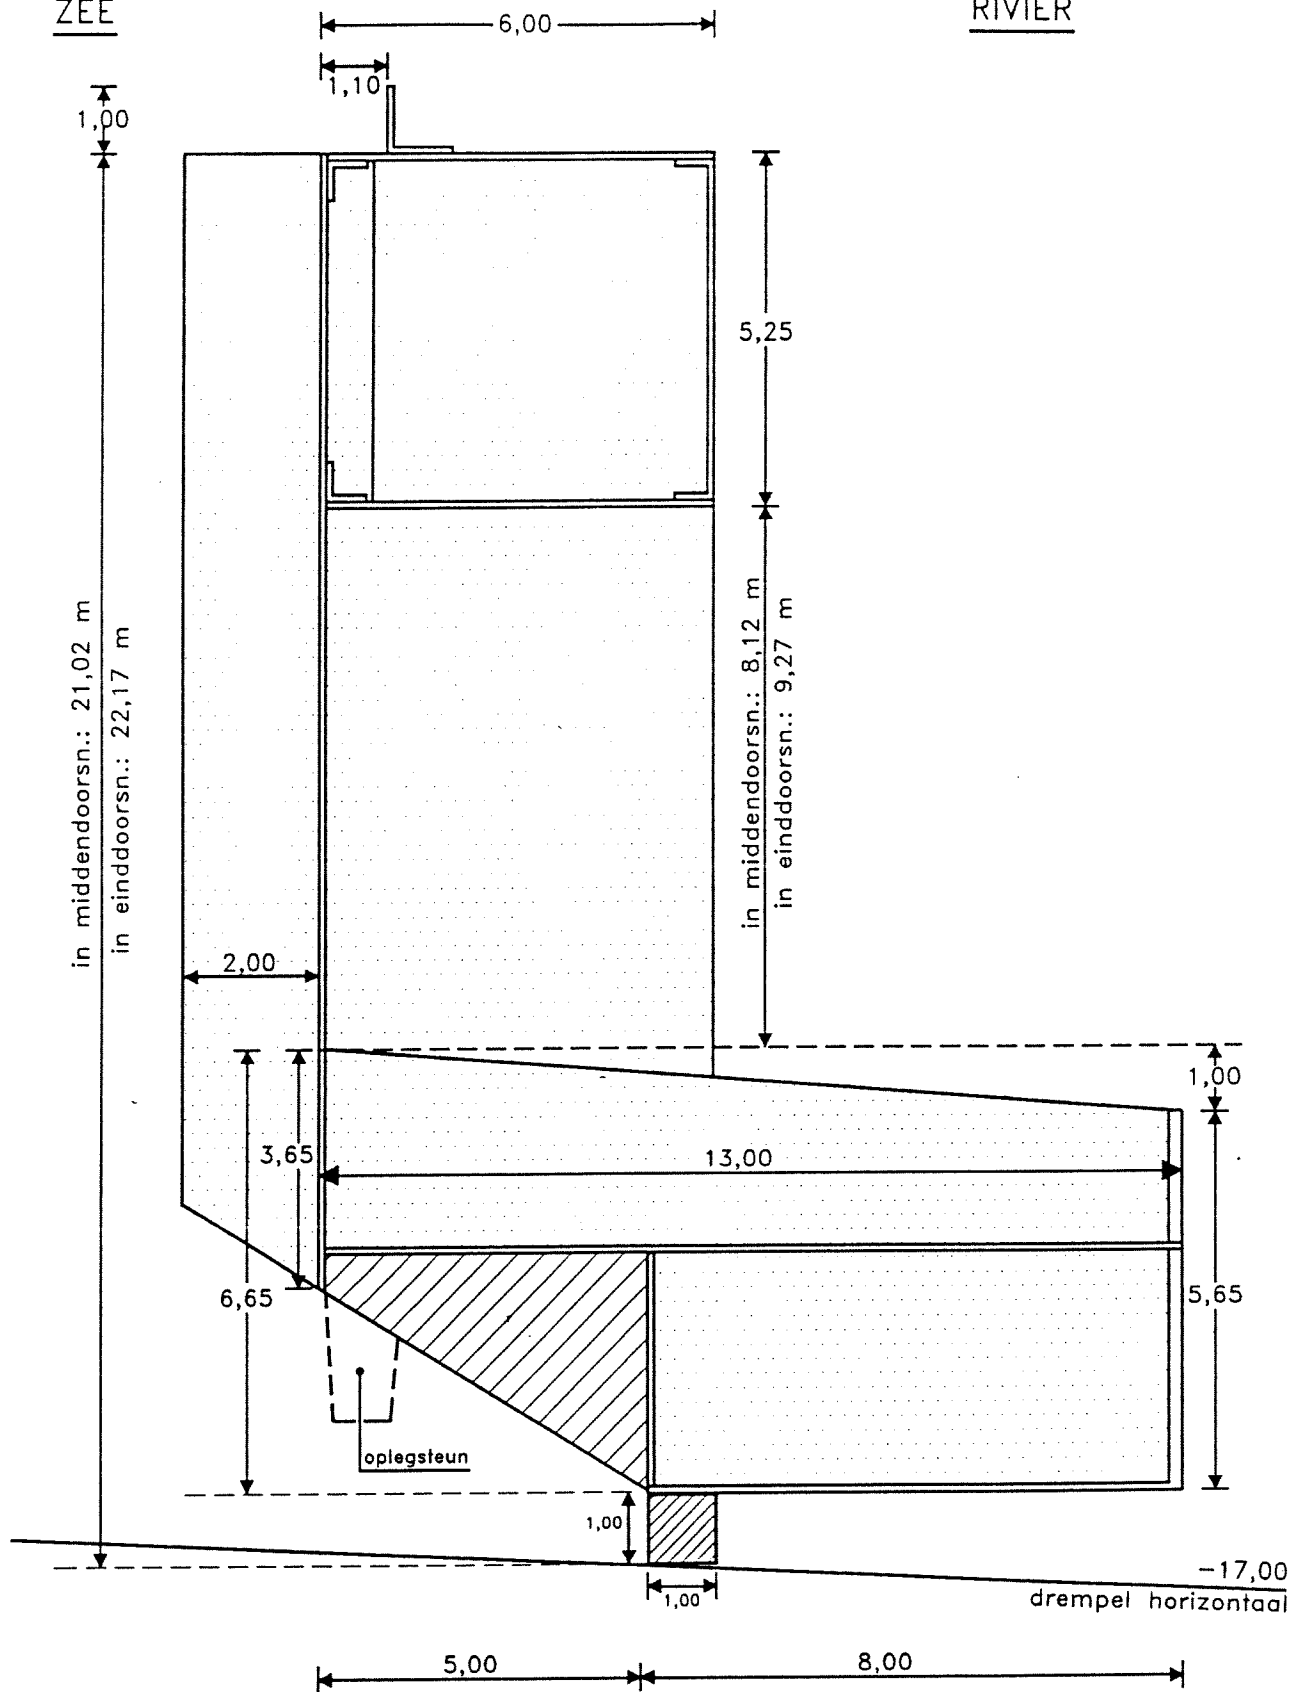 ZEE
RIVIER
6,00
1,10
1,00
5,25
in middendoorsn.: 21,02 m
in einddoorsn.: 22,17 m
in middendoorsn.: 8,12 m
in einddoorsn.: 9,27 m
2,00
1,00
3,65
13,00
6,65
5,65
oplegsteun
1,00
-17,00
1,00
drempel horizontaal
5,00
8,00